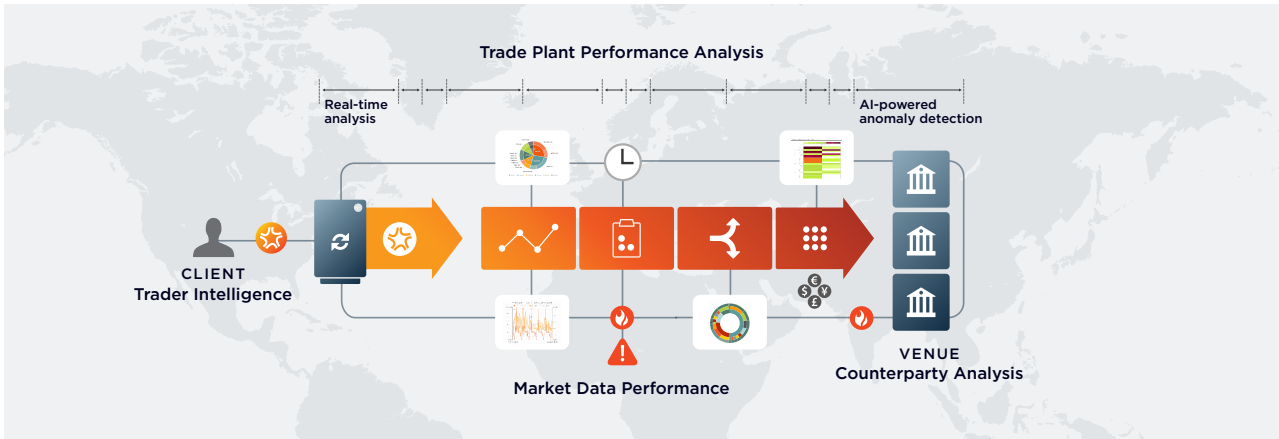 Trade Plant Performance Analysis
Real-time
analysis
AI-powered
anomaly detection
€
$ ¥
£
CLIENT
Trader Intelligence
!
Market Data Performance
VENUE
Counterparty Analysis